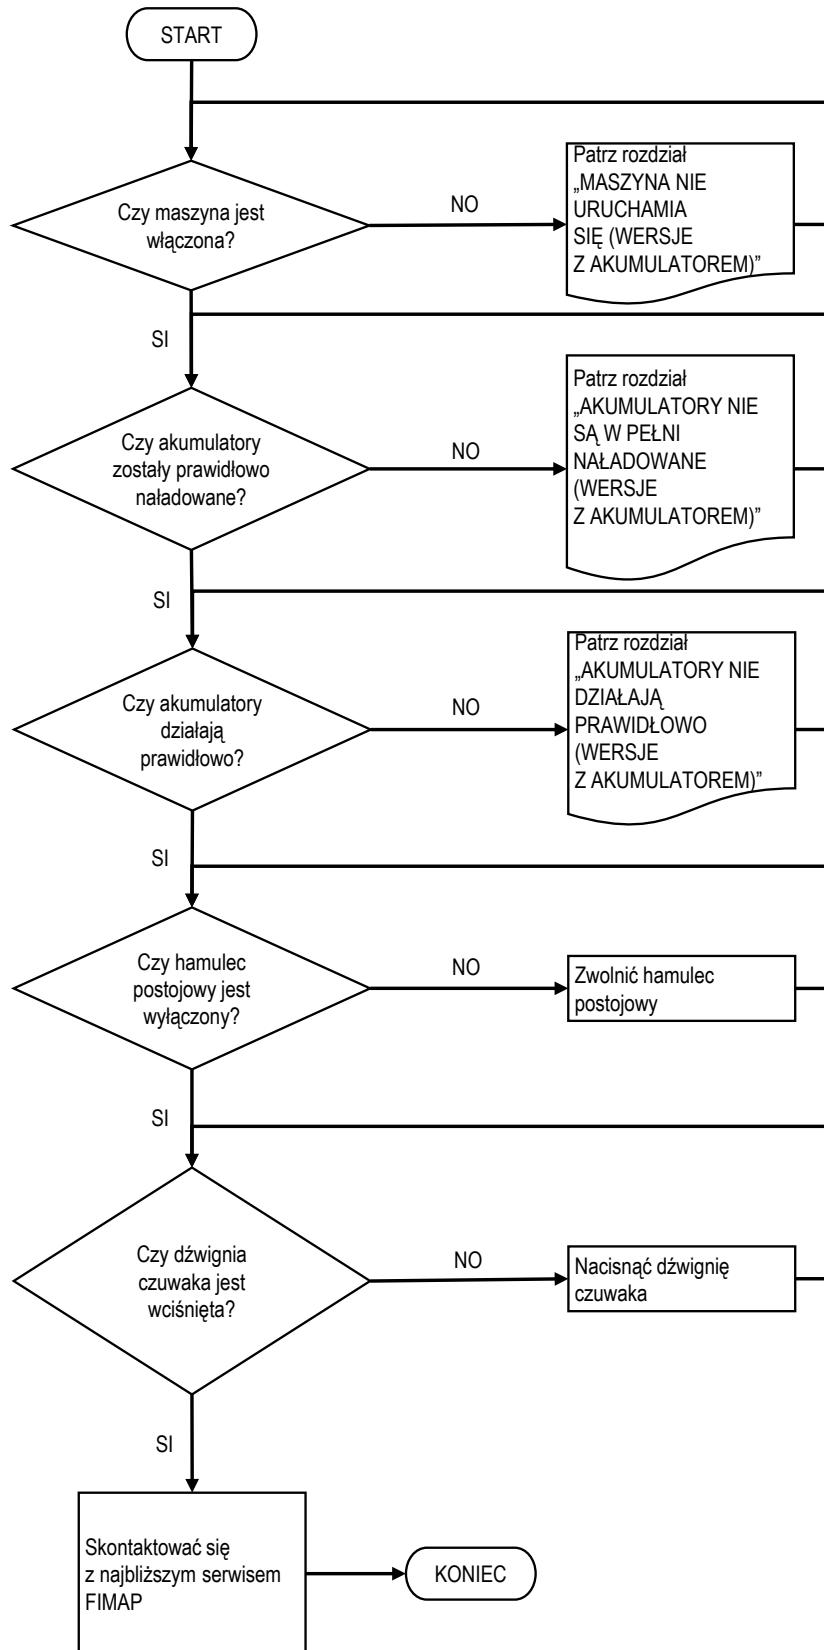 START
Czy maszyna jest
włączona?
NO
Patrz rozdział
„MASZYNA NIE
URUCHAMIA
SIĘ (WERSJE
Z AKUMULATOREM)”
SI
Czy akumulatory
zostały prawidłowo
naładowane?
NO
Patrz rozdział
„AKUMULATORY NIE
SĄ W PEŁNI
NAŁADOWANE
(WERSJE
Z AKUMULATOREM)”
SI
Czy akumulatory
działają
prawidłowo?
NO
Patrz rozdział
„AKUMULATORY NIE
DZIAŁAJĄ
PRAWIDŁOWO
(WERSJE
Z AKUMULATOREM)”
SI
Czy hamulec
postojowy jest
wyłączony?
NO
Zwolnić hamulec
postojowy
SI
Czy dźwignia
czuwaka jest
wciśnięta?
NO
Nacisnąć dźwignię
czuwaka
SI
Skontaktować się
z najbliższym serwisem
FIMAP
KONIEC